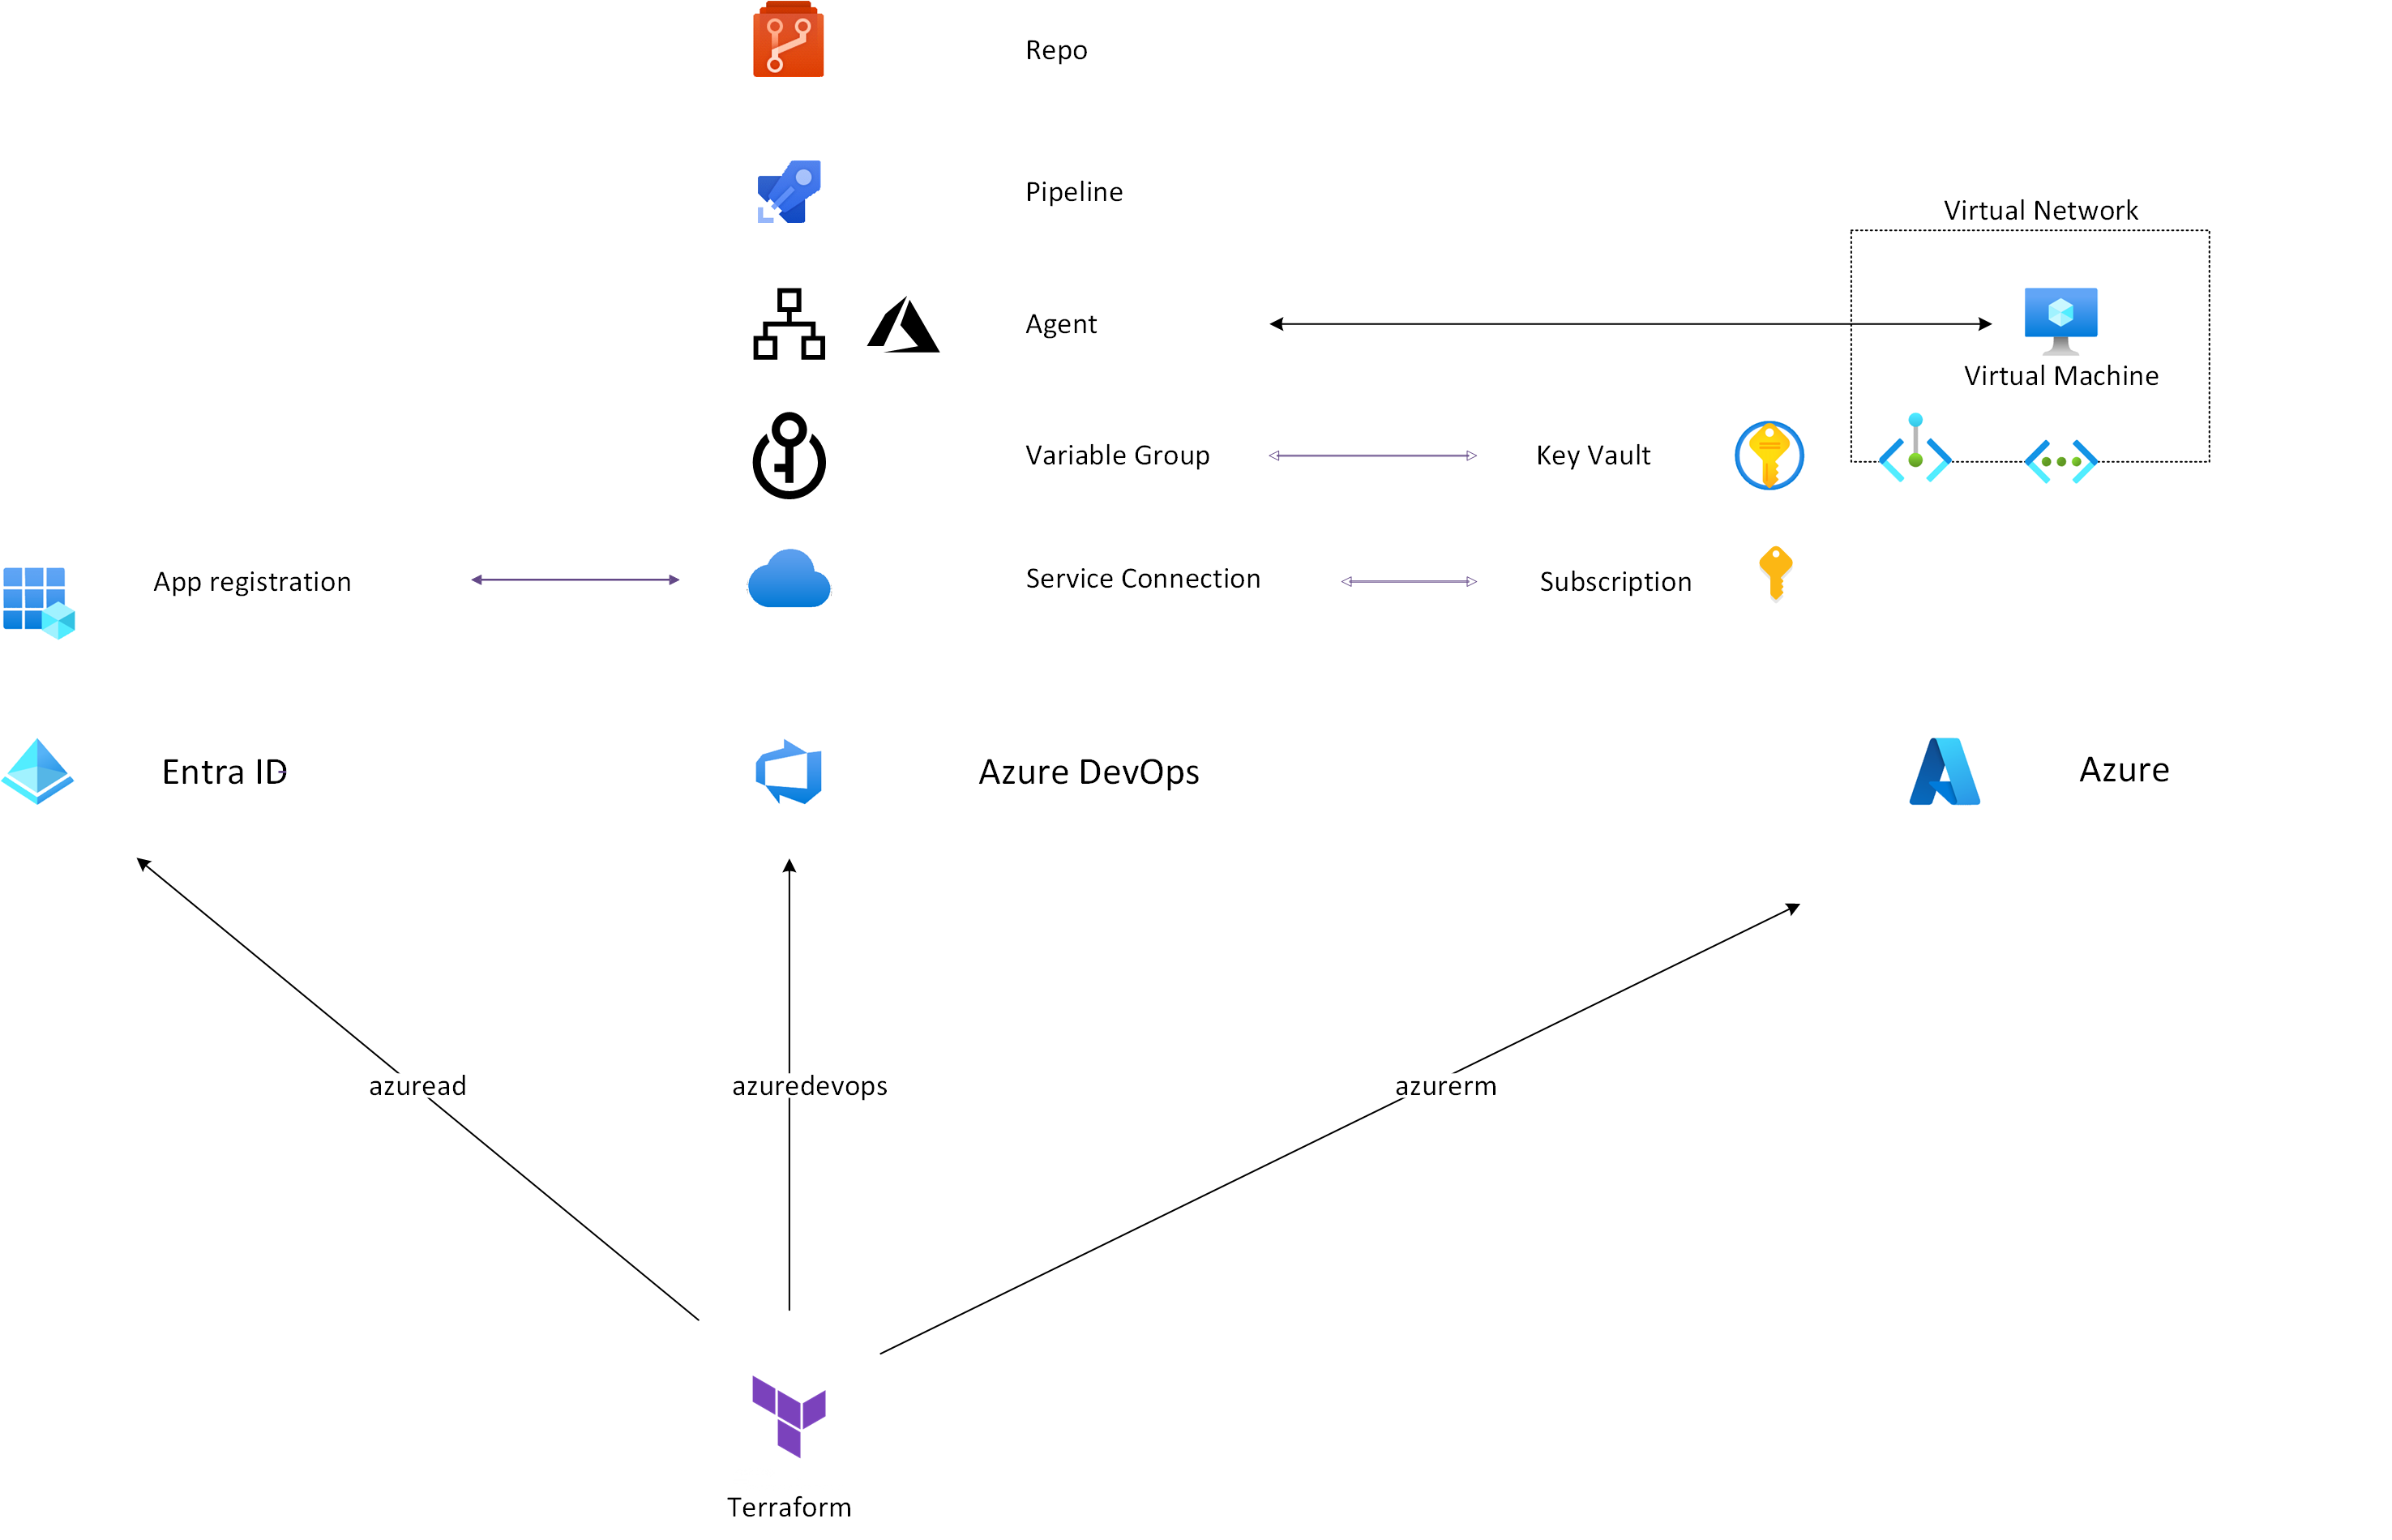 Repo
Pipeline
Virtual Network
Agent
Virtual Machine
Variable Group
Key Vault
App registration
Service Connection
Subscription
Entra ID
Azure DevOps
Azure
azuread
azuredevops
azurerm
Terraform